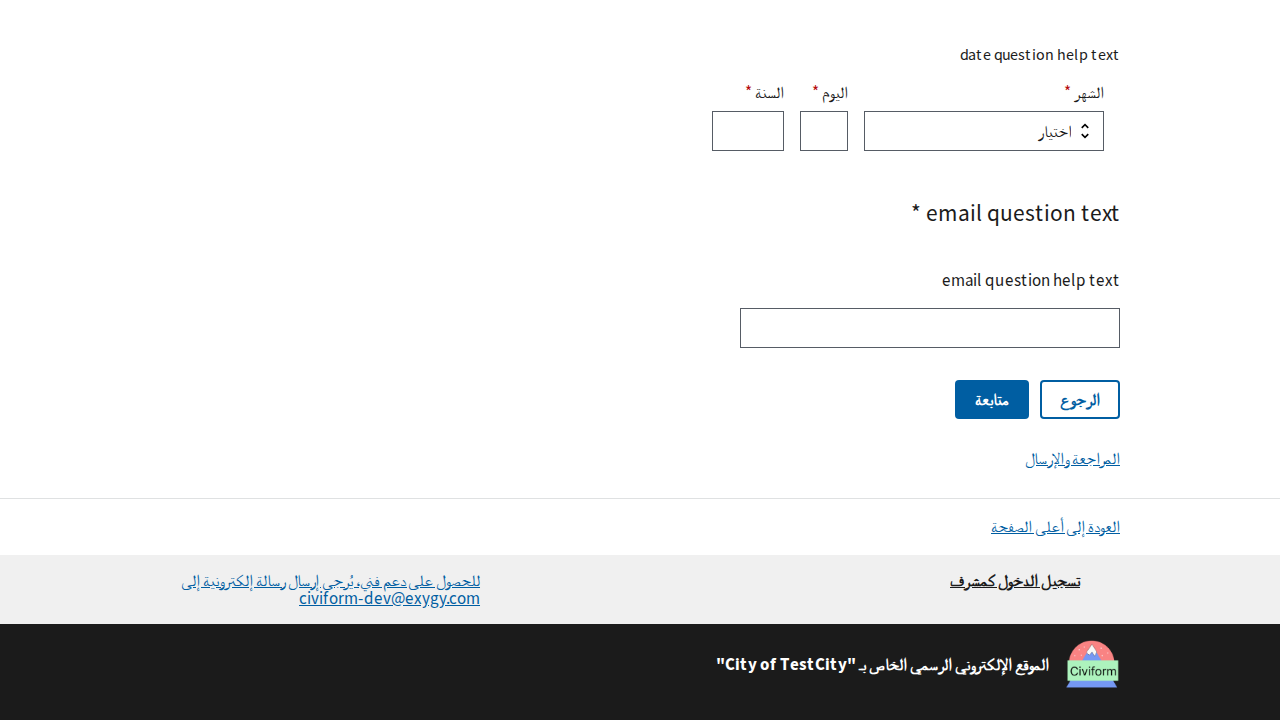 date question help text
الشهر *
اليوم *
السنة *
اختيار
email question text *
email question help text
الرجوع
متابعة
المراجعة والإرسال
العودة إلى أعلى الصفحة
تسجيل الدخول كمشرف
للحصول على دعم فني، يُرجى إرسال رسالة إلكترونية إلى
civiform-dev@exygy.com
Civiform
الموقع الإلكتروني الرسمي الخاص بـ "City of TestCity"